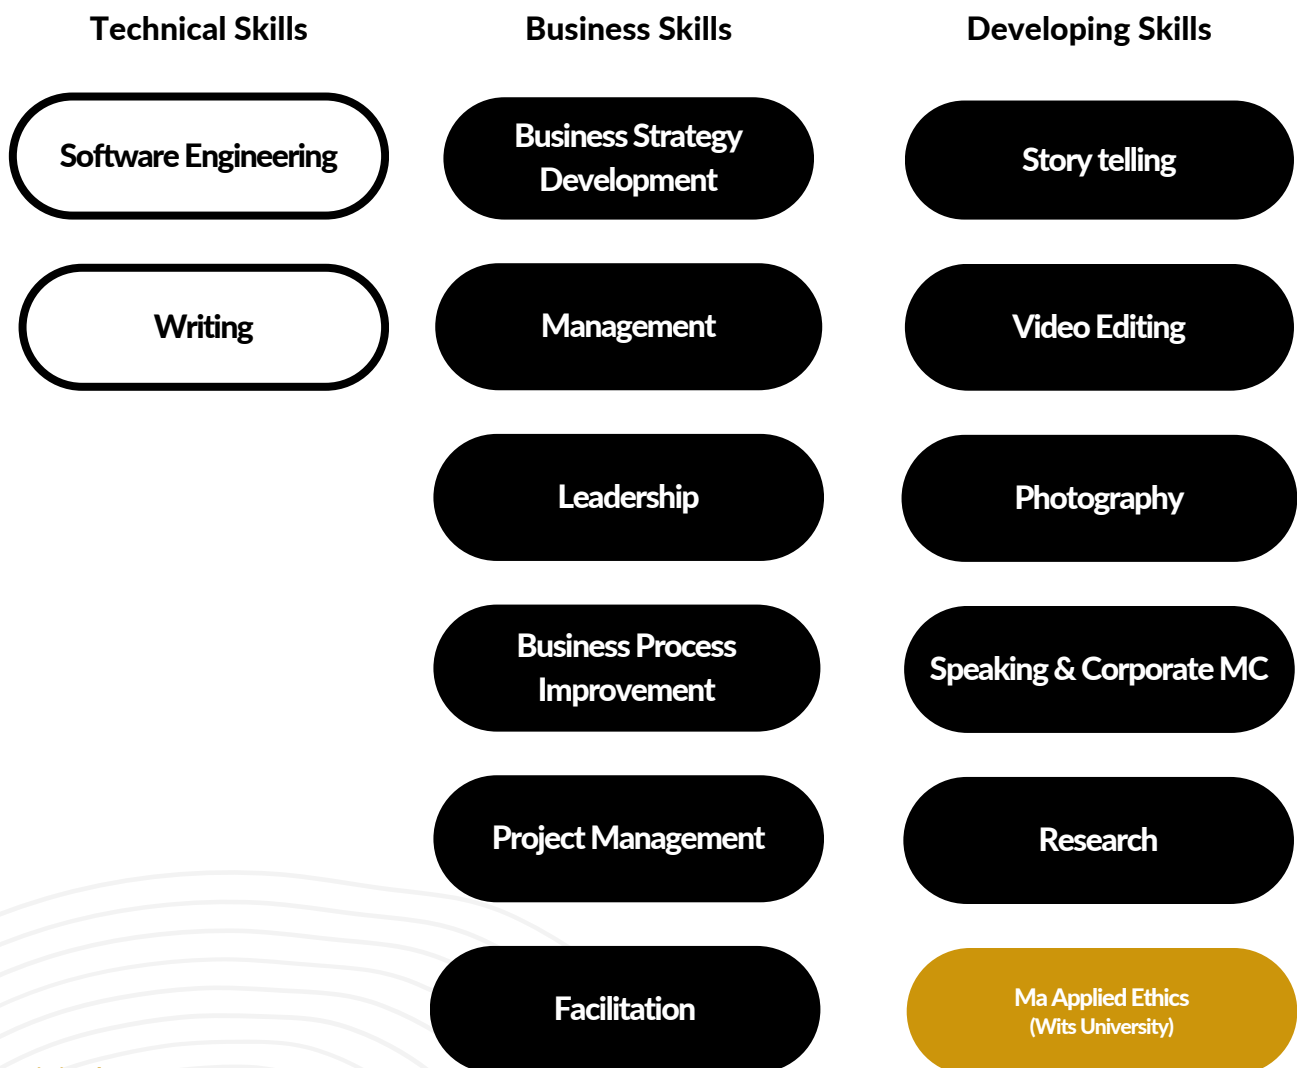 Technical Skills
Software Engineering
Writing
Business Skills
Business Strategy
Development
Management
Leadership
Business Process
Improvement
Project Management
Facilitation
Developing Skills
Story telling
Video Editing
Photography
Speaking & Corporate MC
Research
Ma Applied Ethics
(Wits University)